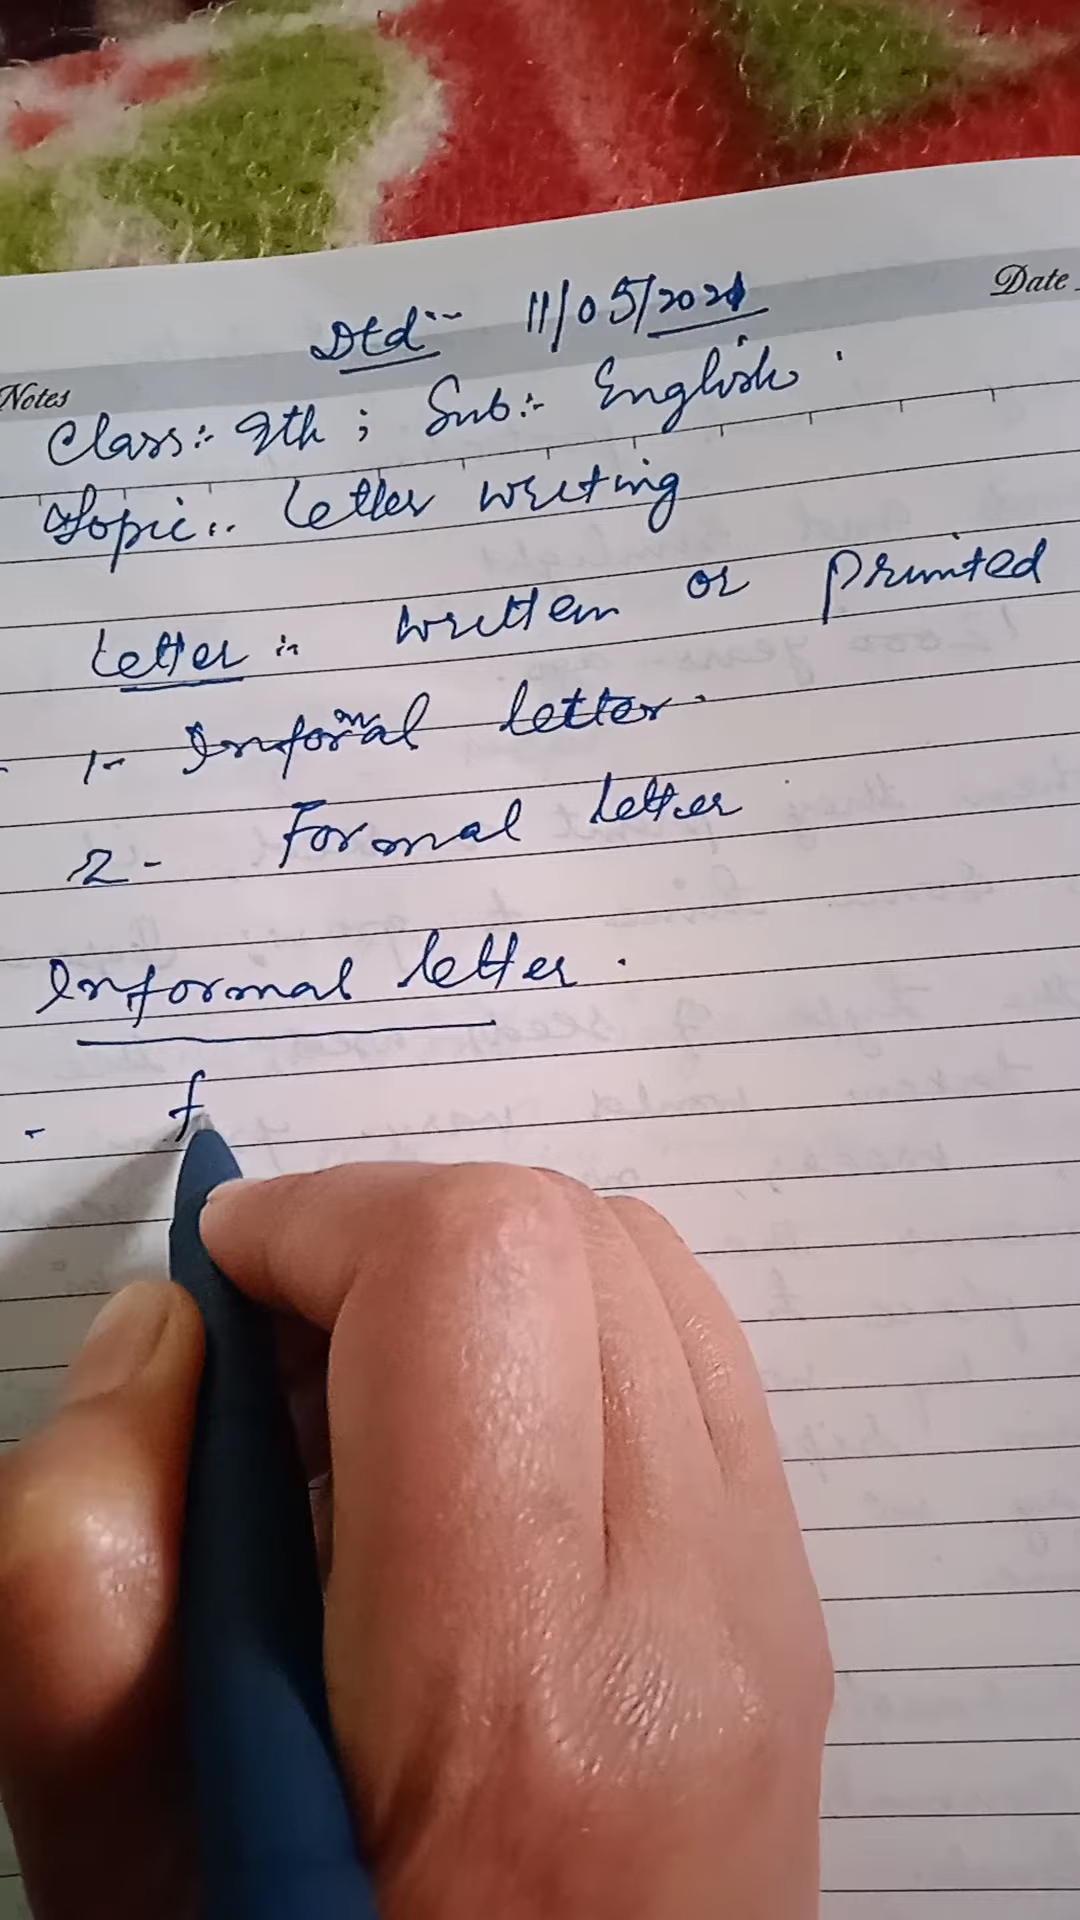 Date
Dtd :- 11/05/2021
Notes
Class :- 9th ; Sub :- English
Topic :- Letter writing
Letter :- written or printed
1- Informal letter.
2- Formal letter
Informal letter.
- f